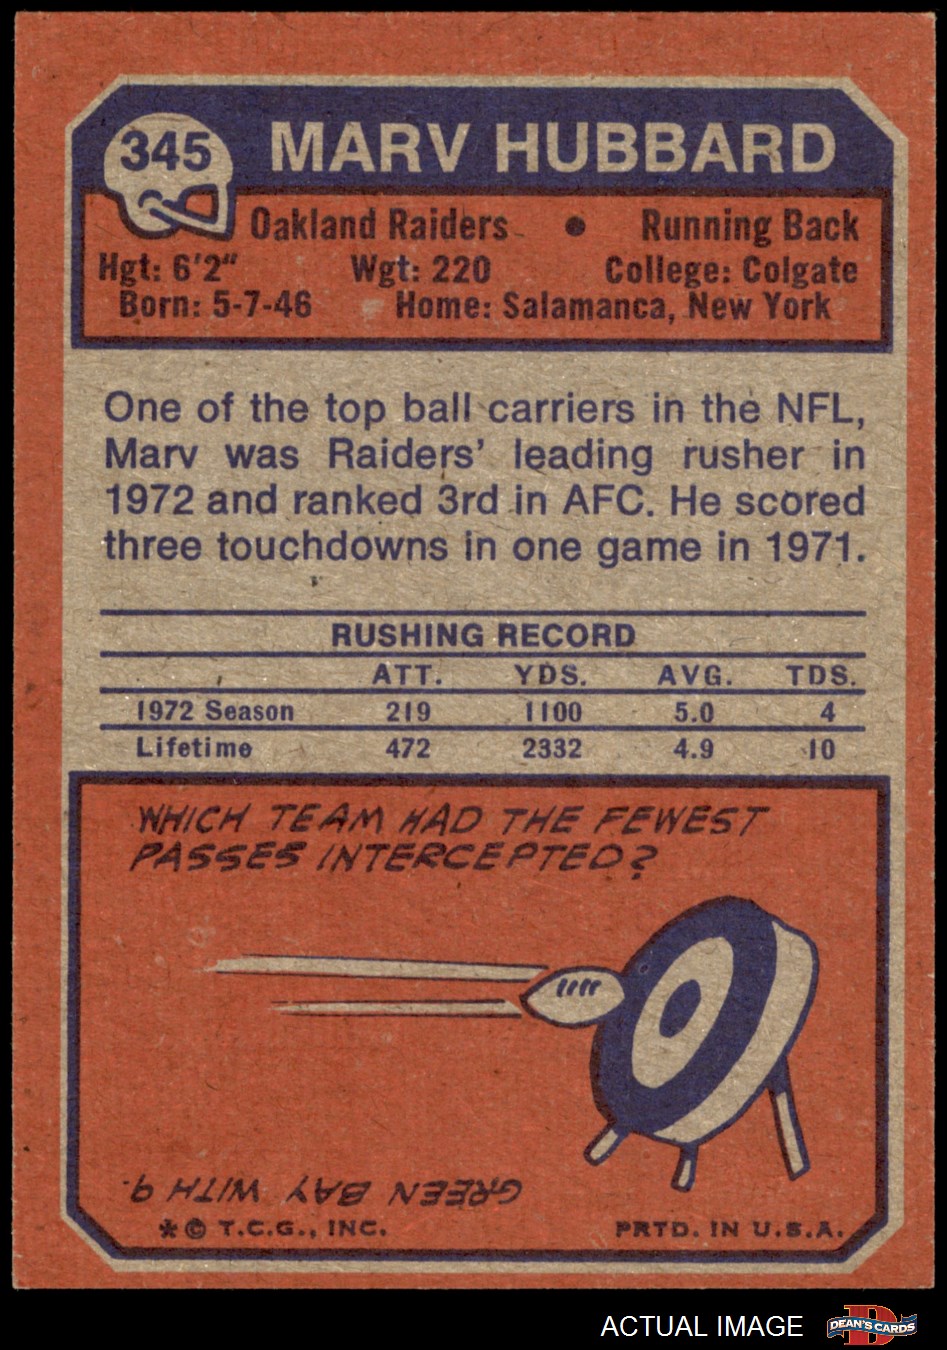 345
MARV HUBBARD
Oakland Raiders • Running Back
Hgt: 6'2" Wgt: 220 College: Colgate
Born: 5-7-46 Home: Salamanca, New York
One of the top ball carriers in the NFL,
Marv was Raiders' leading rusher in
1972 and ranked 3rd in AFC. He scored
three touchdowns in one game in 1971.
RUSHING RECORD
ATT. YDS. AVG. TDS.
1972 Season 219 1100 5.0 4
Lifetime 472 2332 4.9 10
WHICH TEAM HAD THE FEWEST
PASSES INTERCEPTED?
GREEN BAY WITH 9.
* © T.C.G., INC. PRTD. IN U.S.A.
ACTUAL IMAGE
D
DEAN'S CARDS